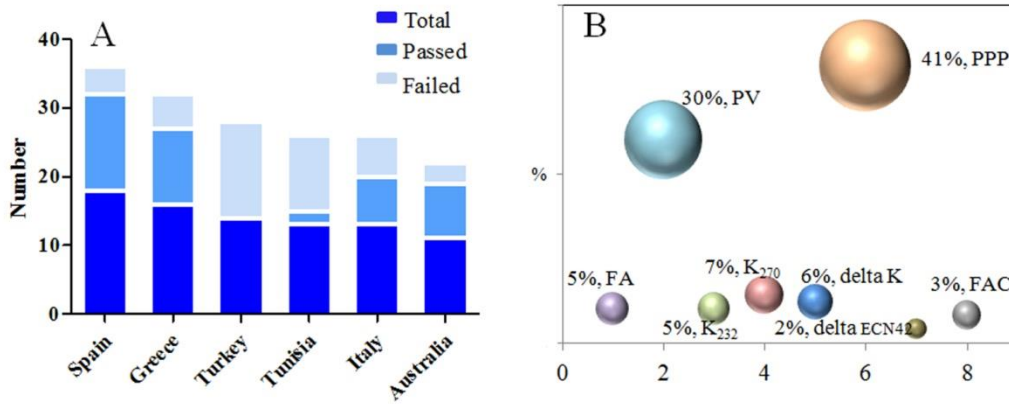 A
Total
Passed
Failed
Number
40
30
20
10
0
Spain
Greece
Turkey
Tunisia
Italy
Australia
B
41%, PPP
30%, PV
%
5%, FA
7%, K₂₇₀
6%, delta K
3%, FAC
5%, K₂₃₂
2%, delta ECN42
0 2 4 6 8